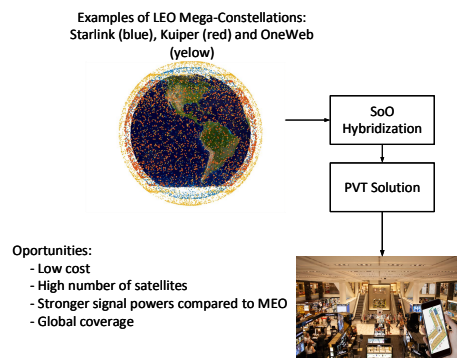 Examples of LEO Mega-Constellations:
Starlink (blue), Kuiper (red) and OneWeb
(yelow)
SoO
Hybridization
PVT Solution
Oportunities:
- Low cost
- High number of satellites
- Stronger signal powers compared to MEO
- Global coverage